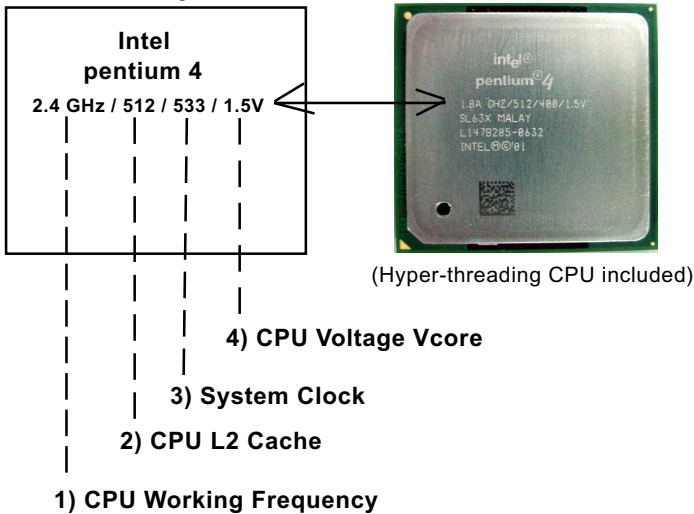 Intel
pentium 4
2.4 GHz / 512 / 533 / 1.5V
intel®
pentium®4
1.8A GHZ/512/400/1.5V
SL63X MALAY
L147B285-0632
INTEL Ⓜ©'01
(Hyper-threading CPU included)
4) CPU Voltage Vcore
3) System Clock
2) CPU L2 Cache
1) CPU Working Frequency